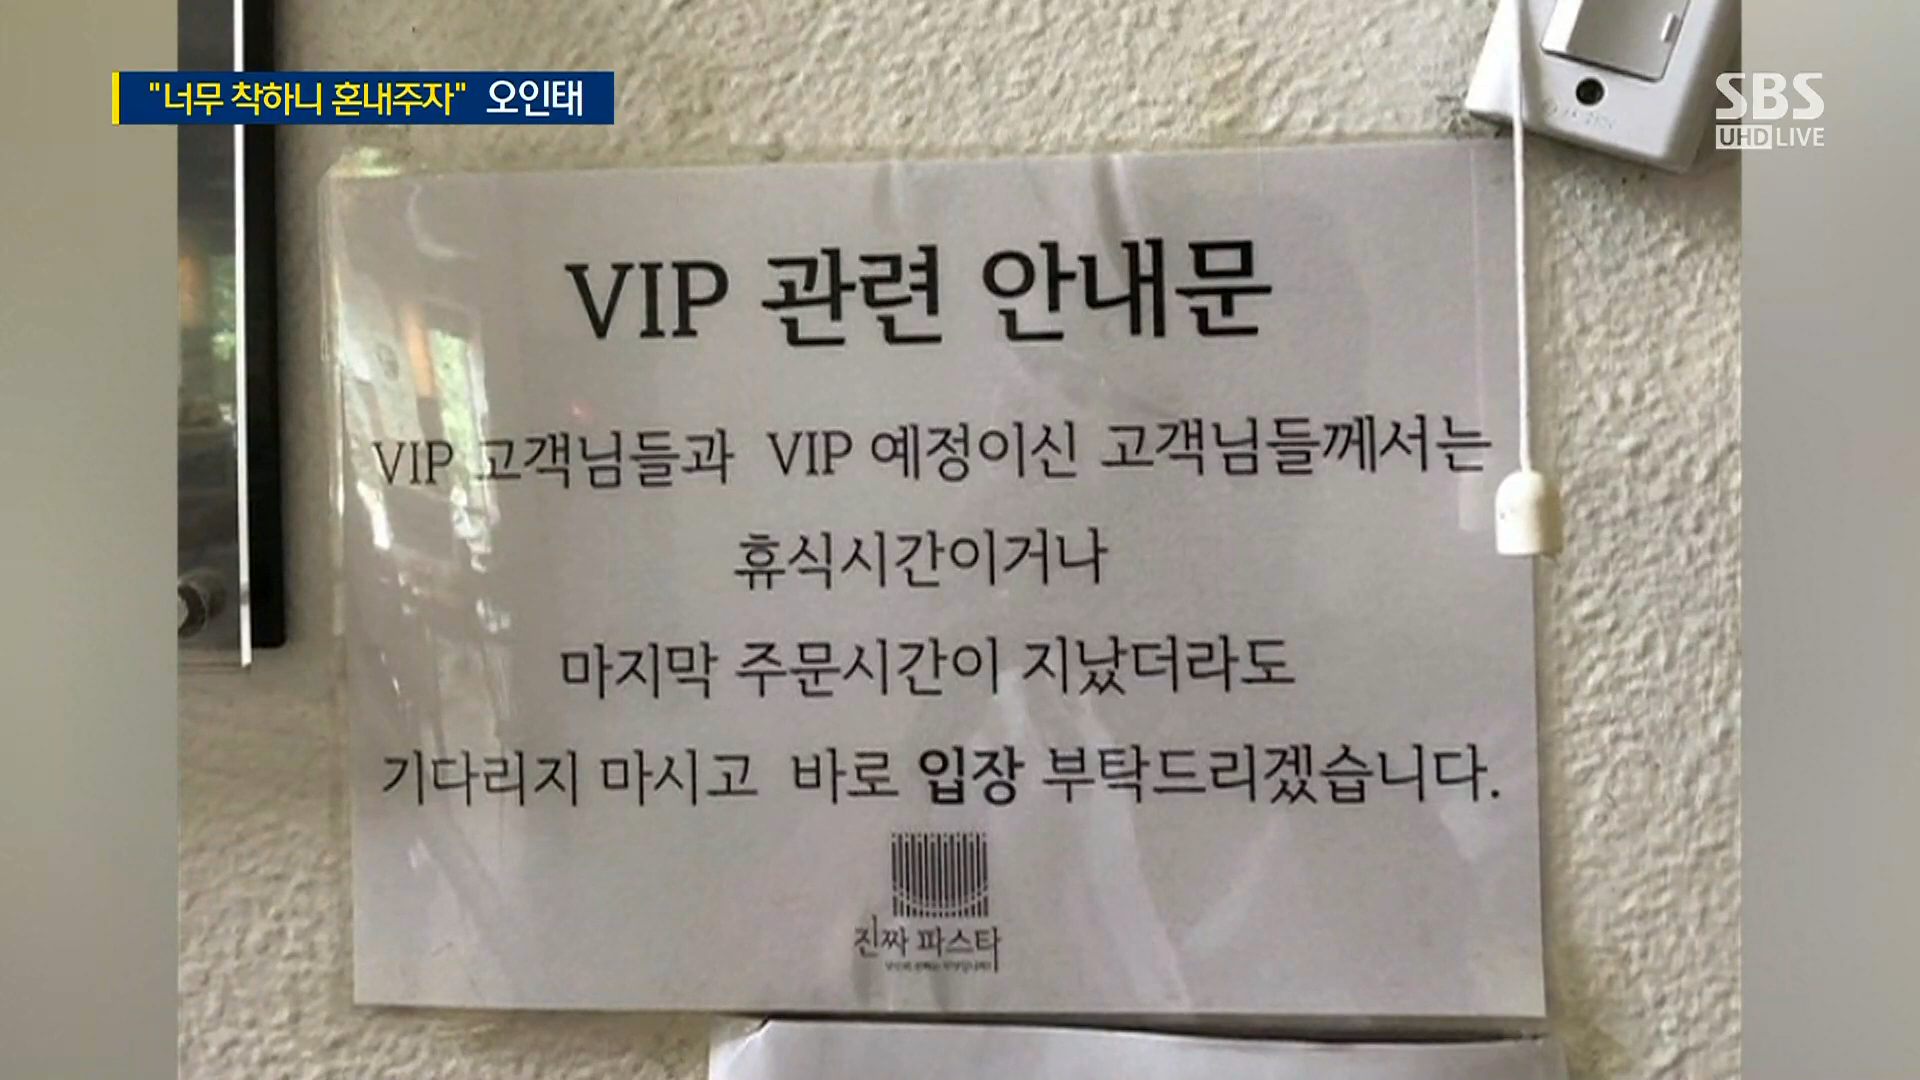 "너무 착하니 혼내주자" 오인태
SBS
UHD LIVE
VIP 관련 안내문
VIP 고객님들과 VIP 예정이신 고객님들께서는
휴식시간이거나
마지막 주문시간이 지났더라도
기다리지 마시고 바로 입장 부탁드리겠습니다.
진짜 파스타